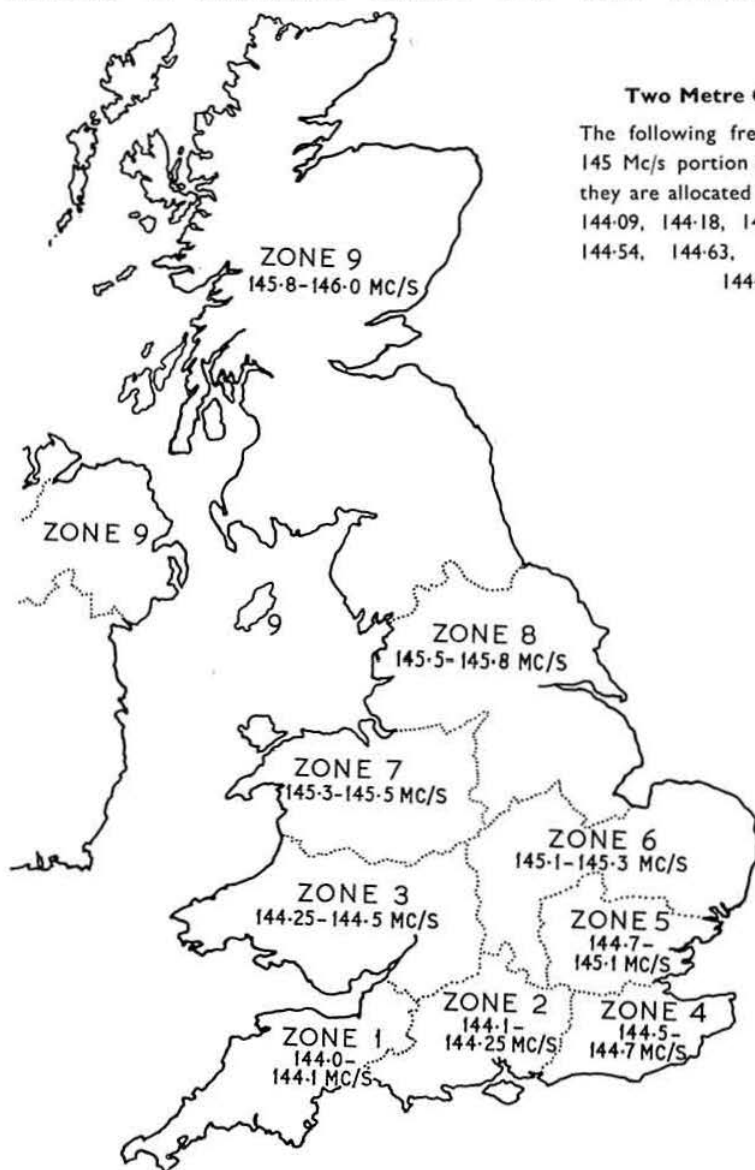 Two Metre
The following
145 Mc/s portion
they are allocated
144·09, 144·18,
144·54, 144·63,
ZONE 9
145·8–146·0 MC/S
ZONE 9
9
ZONE 8
145·5–145·8 MC/S
ZONE 7
145·3–145·5 MC/S
ZONE 6
145·1–145·3 MC/S
ZONE 3
144·25–144·5 MC/S
ZONE 5
144·7–
145·1 MC/S
ZONE 2
144·1–
144·25 MC/S
ZONE 4
144·5–
144·7 MC/S
ZONE 1
144·0–
144·1 MC/S